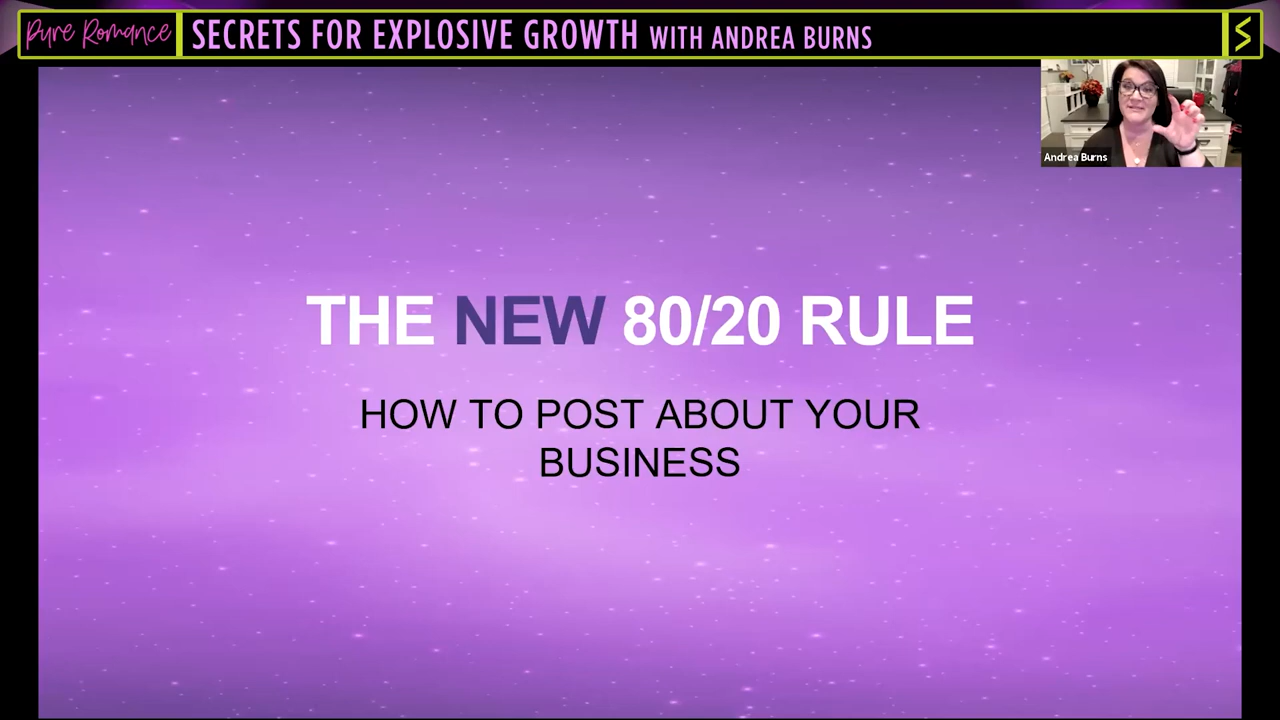 Pure Romance
SECRETS FOR EXPLOSIVE GROWTH WITH ANDREA BURNS
Andrea Burns
THE NEW 80/20 RULE
HOW TO POST ABOUT YOUR
BUSINESS